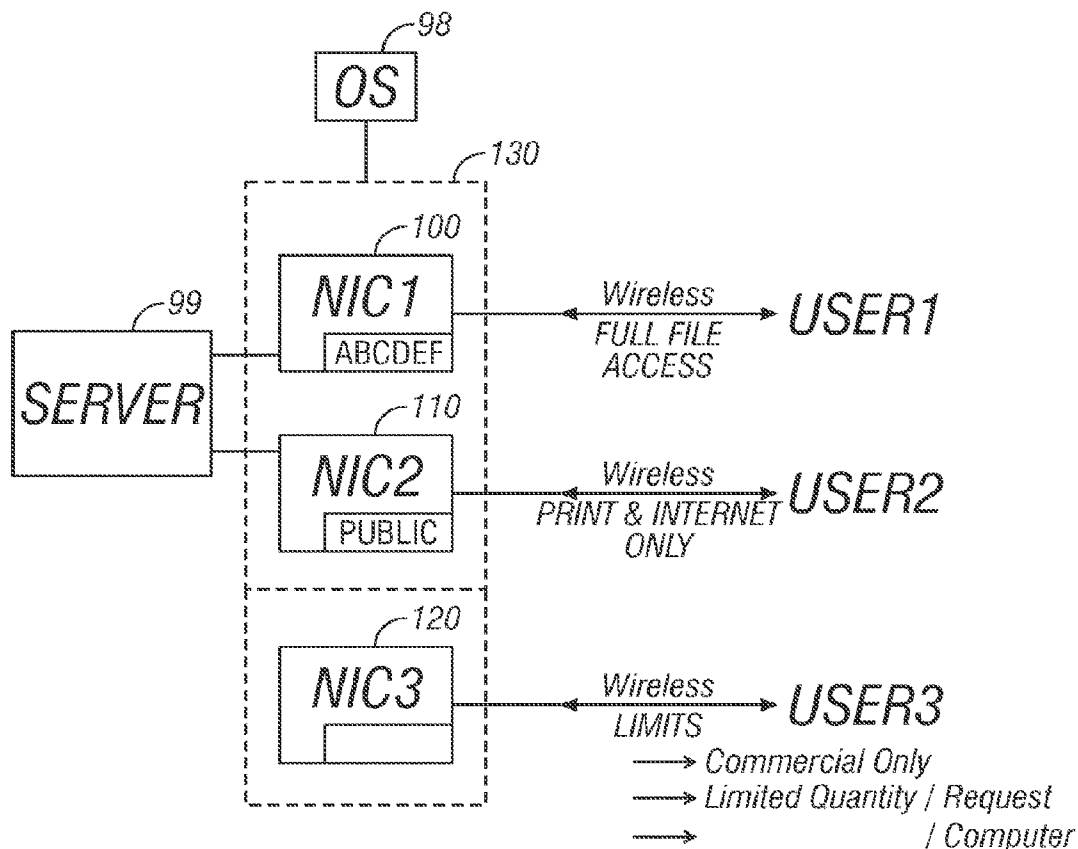 98
OS
130
100
NIC1
ABCDEF
99
SERVER
Wireless
FULL FILE
ACCESS
USER1
110
NIC2
PUBLIC
Wireless
PRINT & INTERNET
ONLY
USER2
120
NIC3
Wireless
LIMITS
USER3
Commercial Only
Limited Quantity / Request
/ Computer